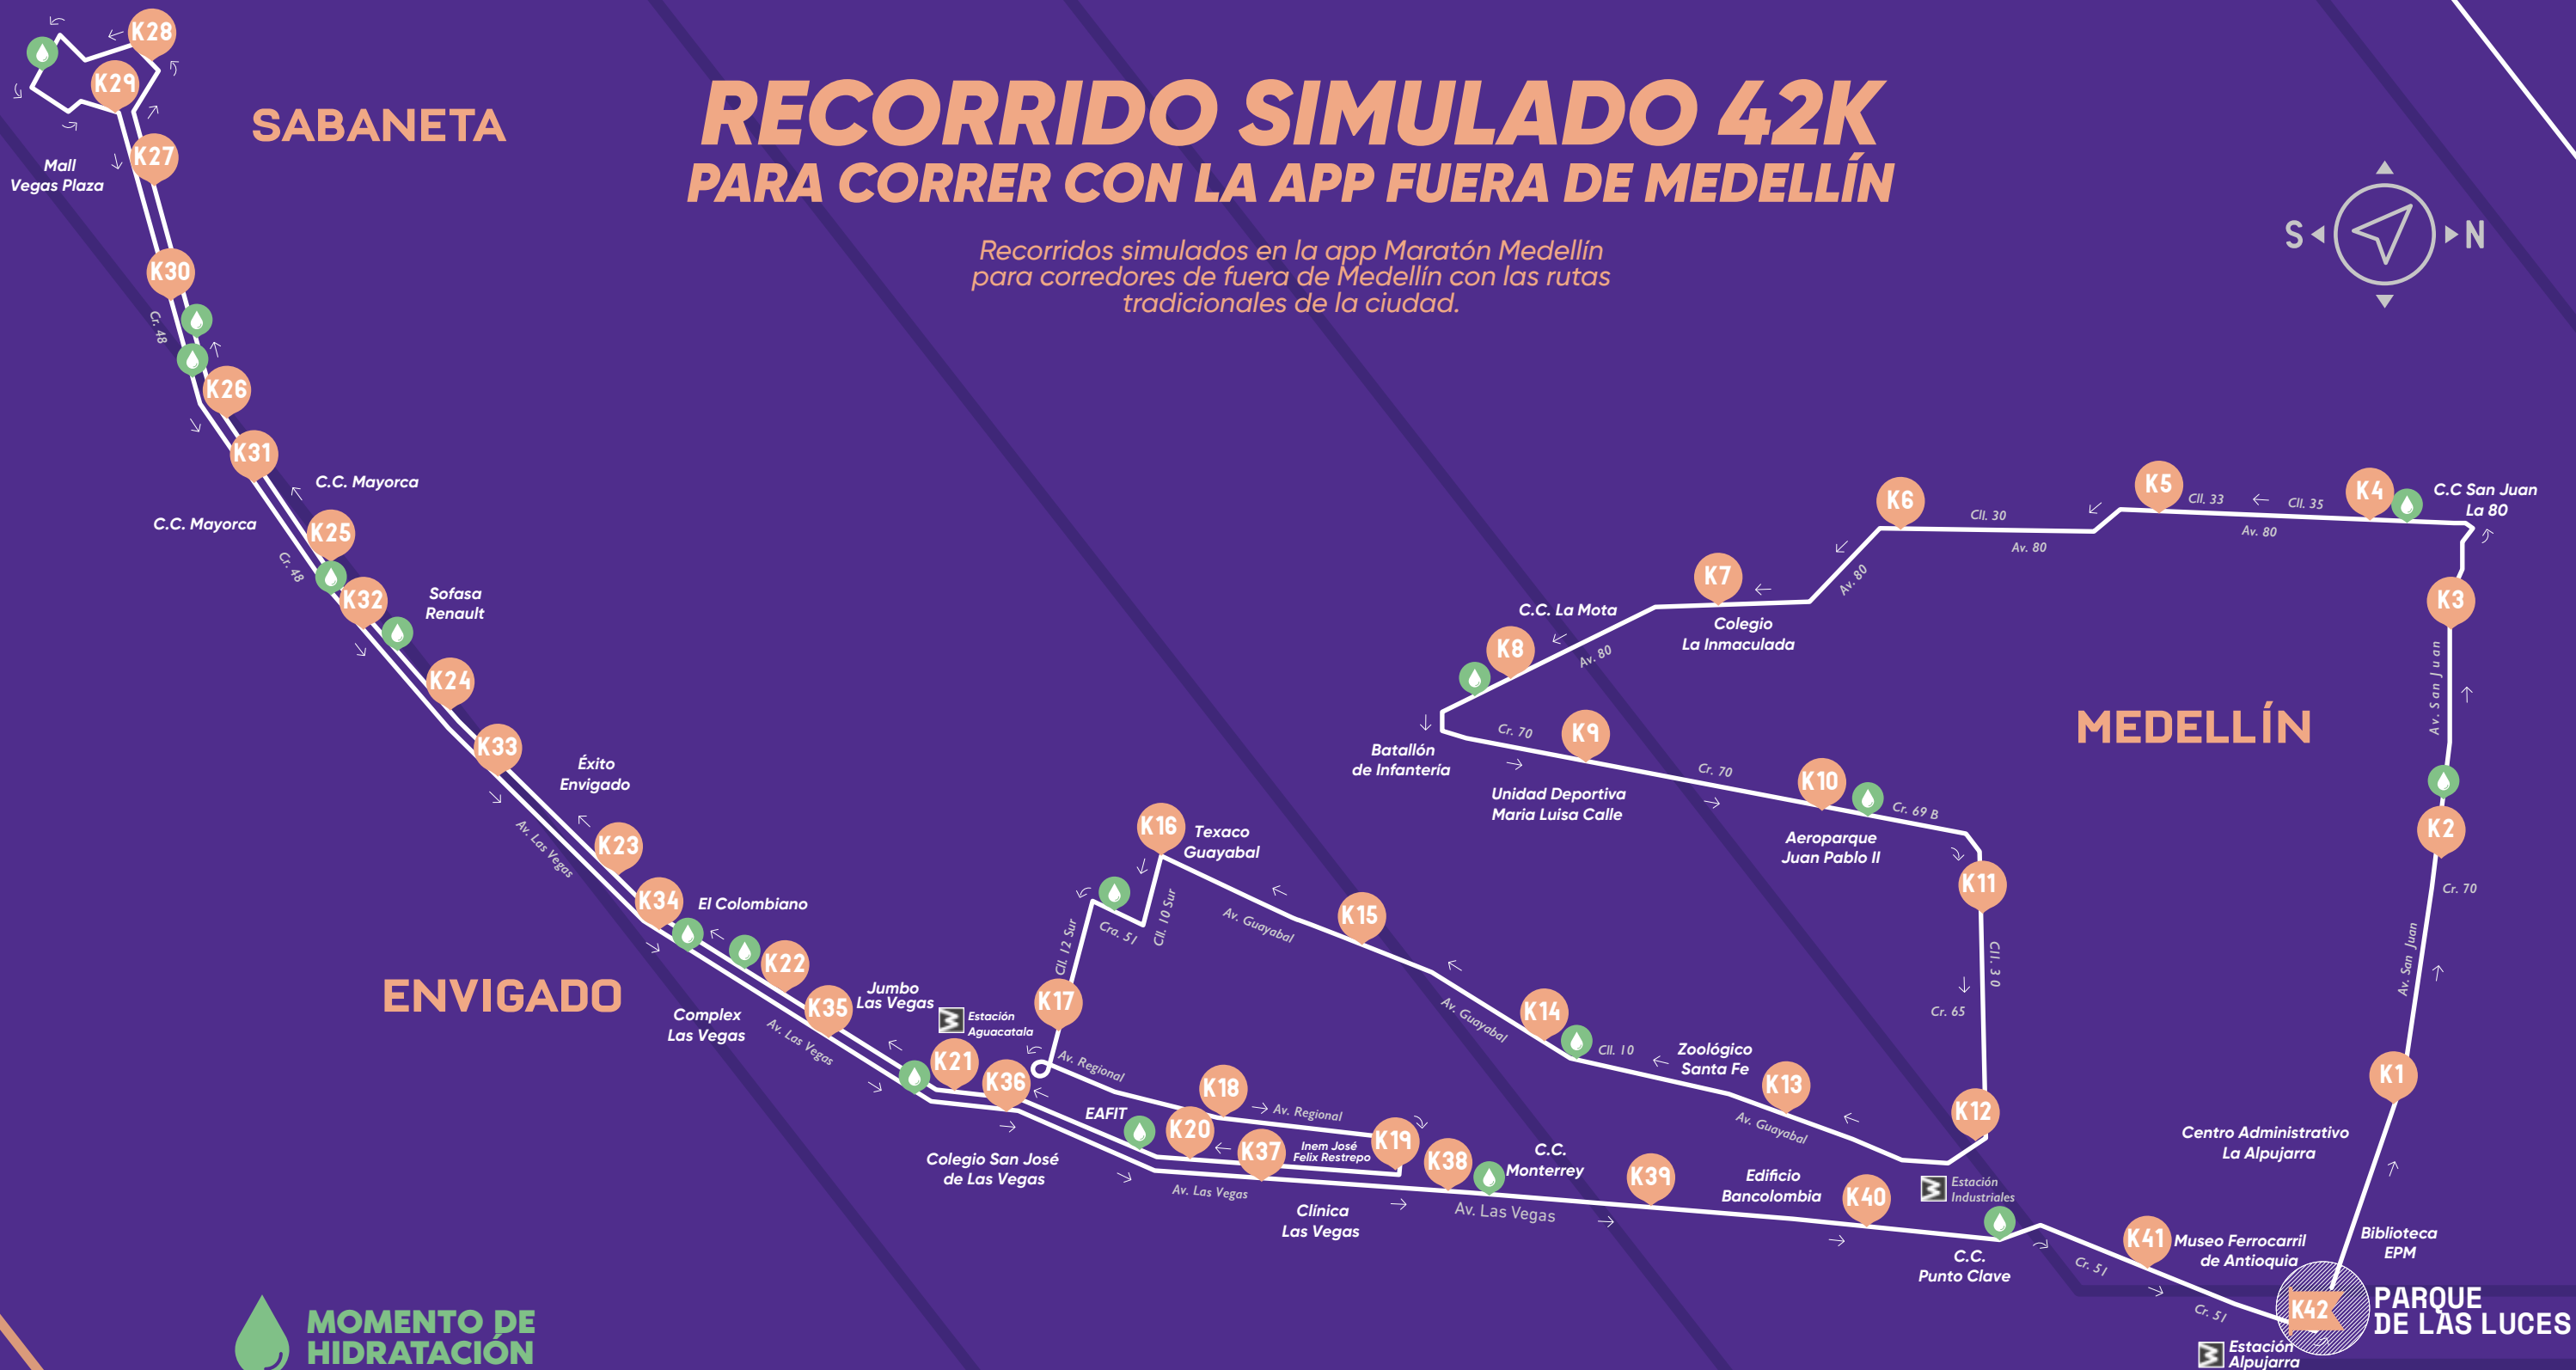 RECORRIDO SIMULADO 42K
PARA CORRER CON LA APP FUERA DE MEDELLÍN
Recorridos simulados en la app Maratón Medellín
para corredores de fuera de Medellín con las rutas
tradicionales de la ciudad.
S
N
SABANETA
K28
K29
K27
Mall
Vegas Plaza
K30
Cr. 48
K26
K31
C.C. Mayorca
C.C. Mayorca
K25
Cr. 48
K32
Sofasa
Renault
K24
K33
Éxito
Envigado
Av. Las Vegas
K23
K34
El Colombiano
ENVIGADO
K22
K35
Jumbo
Las Vegas
Complex
Las Vegas
Av. Las Vegas
Estación
Aguacatala
K21
K36
Colegio San José
de Las Vegas
EAFIT
K20
K37
Av. Las Vegas
Inem José
Felix Restrepo
Clínica
Las Vegas
K19
K38
C.C.
Monterrey
Av. Las Vegas
K39
Edificio
Bancolombia
K40
Estación
Industriales
C.C.
Punto Clave
Cr. 51
K41
Museo Ferrocarril
de Antioquia
Cr. 51
K42
PARQUE
DE LAS LUCES
Estación
Alpujarra
Biblioteca
EPM
Centro Administrativo
La Alpujarra
K1
Av. San Juan
Cr. 70
K2
MEDELLÍN
Av. San Juan
K3
C.C San Juan
La 80
K4
Cll. 35
Av. 80
Cll. 33
K5
Cll. 30
Av. 80
K6
Av. 80
K7
Colegio
La Inmaculada
C.C. La Mota
Av. 80
K8
Batallón
de Infantería
Cr. 70
K9
Unidad Deportiva
Maria Luisa Calle
Cr. 70
K10
Cr. 69 B
Aeroparque
Juan Pablo II
K11
Cll. 30
Cr. 65
K12
Av. Guayabal
K13
Zoológico
Santa Fe
Cll. 10
K14
Av. Guayabal
K15
Av. Guayabal
K16
Texaco
Guayabal
Cll. 10 Sur
Cra. 51
Cll. 12 Sur
K17
Av. Regional
K18
Av. Regional
MOMENTO DE
HIDRATACIÓN